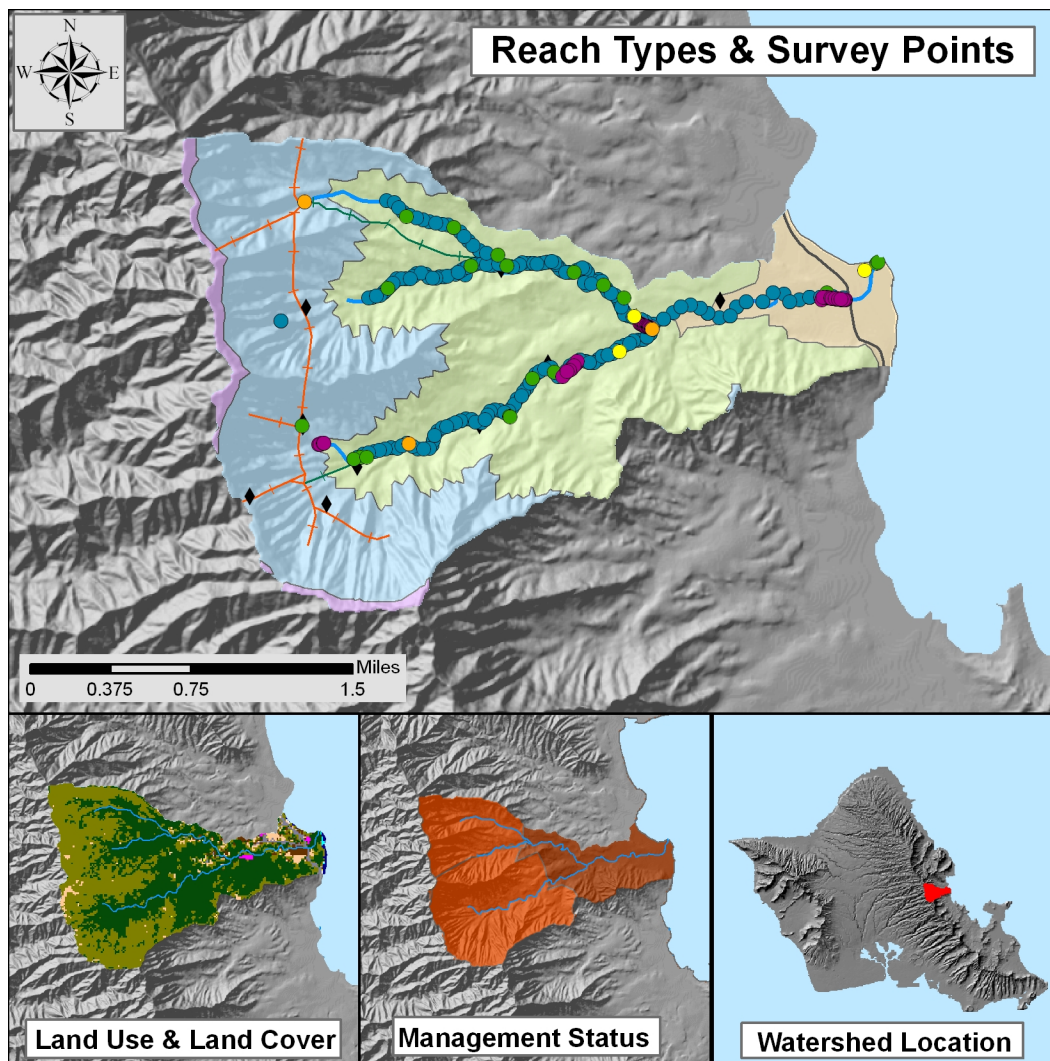 Reach Types & Survey Points
N
W E
S
Miles
0 0.375 0.75 1.5
Land Use & Land Cover
Management Status
Watershed Location